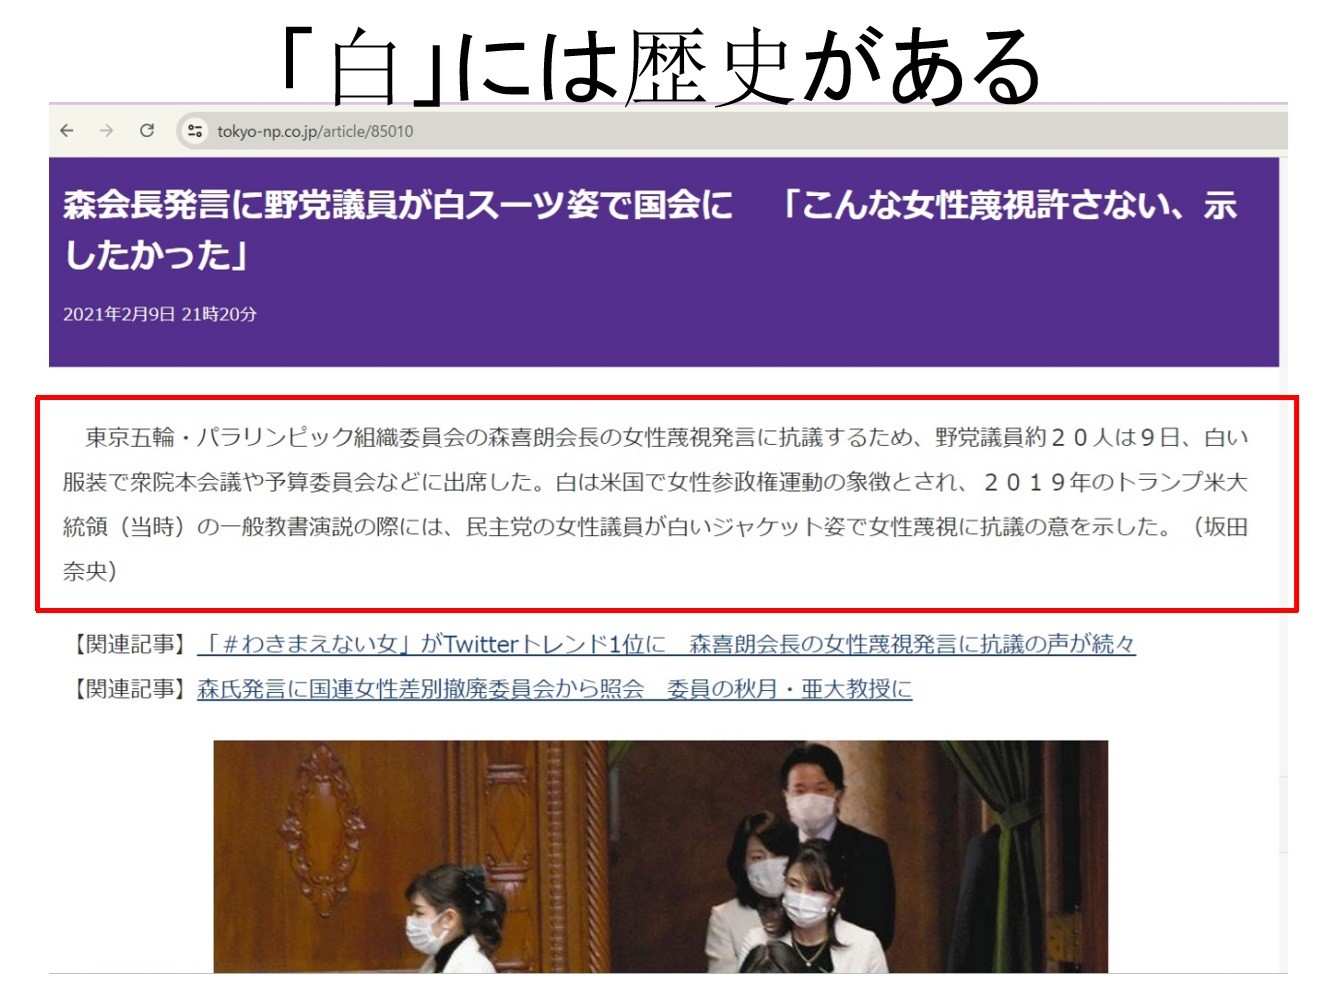 「白」には歴史がある
tokyo-np.co.jp/article/85010
森会長発言に野党議員が白スーツ姿で国会に　「こんな女性蔑視許さない、示
したかった」
2021年2月9日 21時20分
東京五輪・パラリンピック組織委員会の森喜朗会長の女性蔑視発言に抗議するため、野党議員約２０人は９日、白い
服装で衆院本会議や予算委員会などに出席した。白は米国で女性参政権運動の象徴とされ、２０１９年のトランプ米大
統領（当時）の一般教書演説の際には、民主党の女性議員が白いジャケット姿で女性蔑視に抗議の意を示した。（坂田
奈央）
【関連記事】「＃わきまえない女」がTwitterトレンド1位に　森喜朗会長の女性蔑視発言に抗議の声が続々
【関連記事】森氏発言に国連女性差別撤廃委員会から照会　委員の秋月・亜大教授に